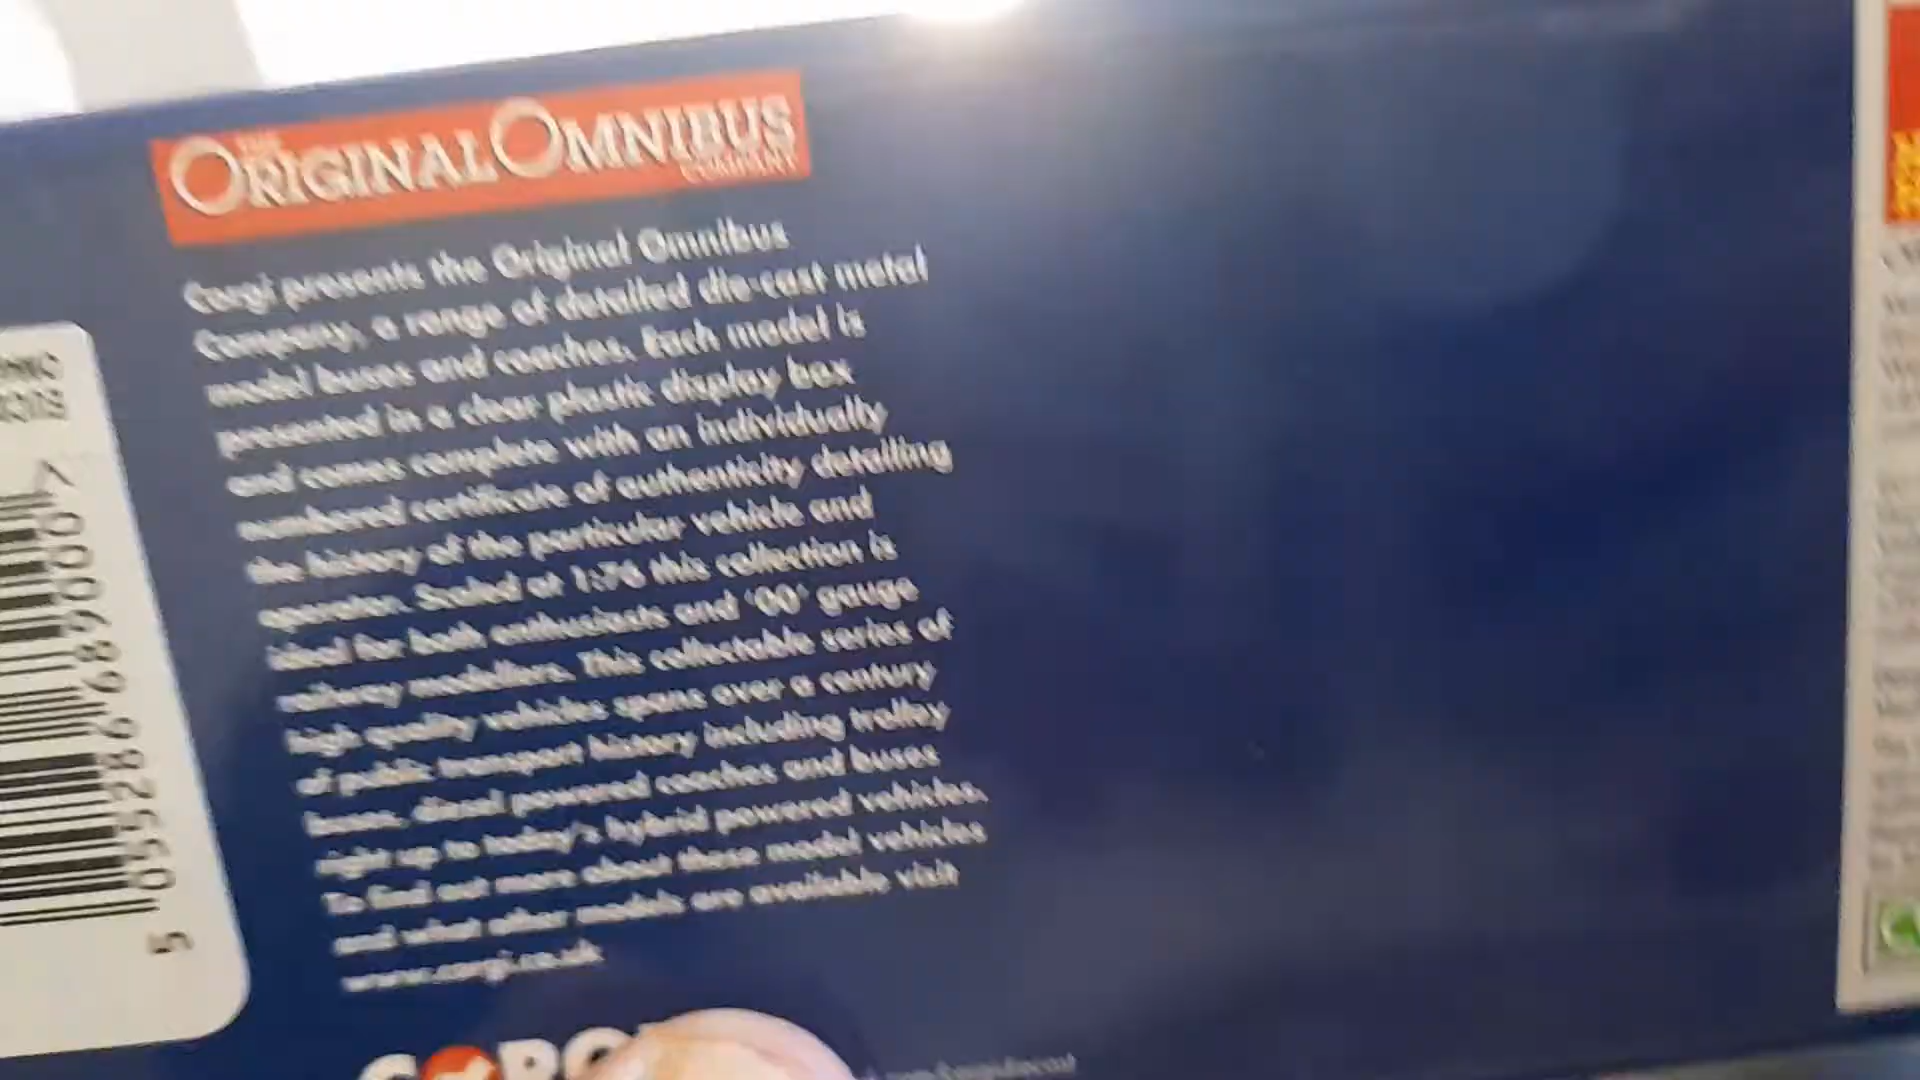 THE
ORIGINAL OMNIBUS
COMPANY
Corgi presents the Original Omnibus
Company, a range of detailed die-cast metal
model buses and coaches. Each model is
presented in a clear plastic display box
and comes complete with an individually
numbered certificate of authenticity detailing
the history of the particular vehicle and
operator. Scaled at 1:76 this collection is
ideal for both enthusiasts and '00' gauge
railway modellers. This collectable series of
high quality vehicles spans over a century
of public transport history including trolley
buses, diesel powered coaches and buses
right up to today's hybrid powered vehicles.
To find out more about these model vehicles
and what other models are available visit
www.corgi.co.uk